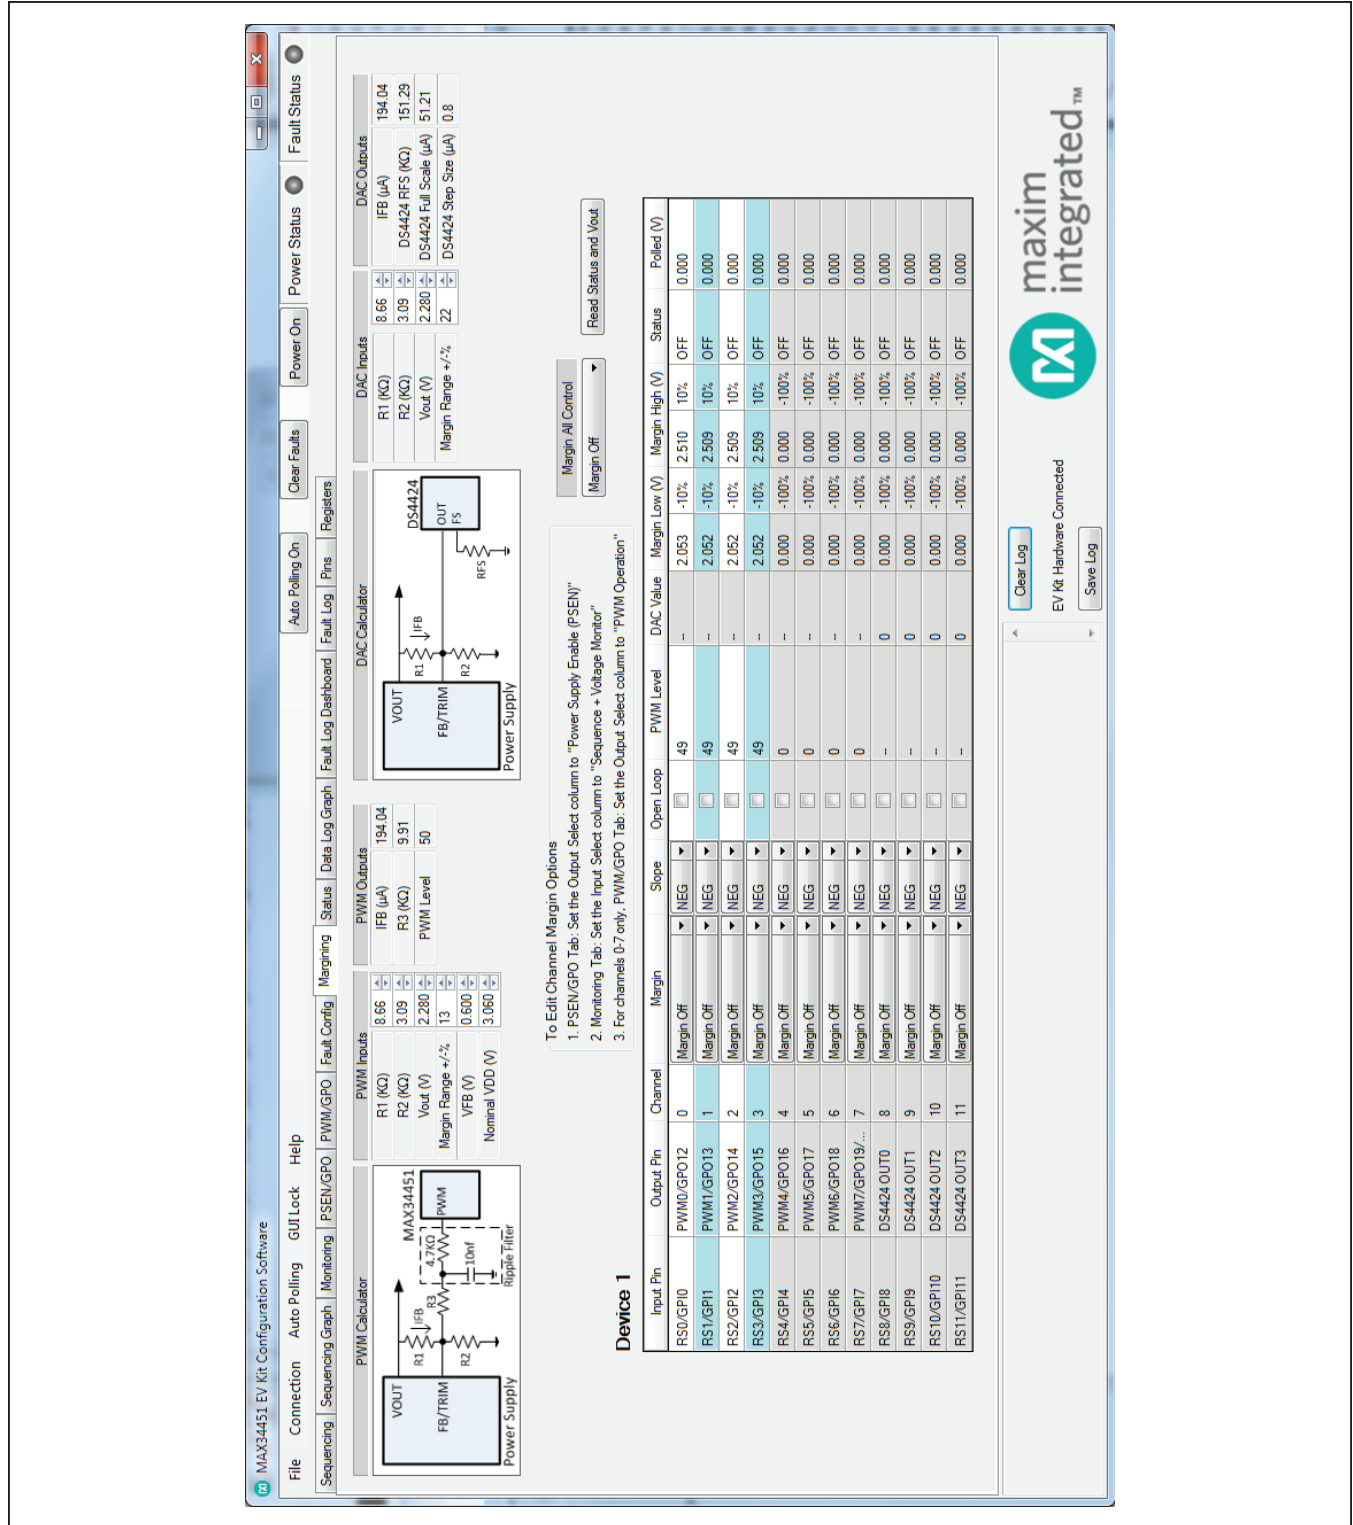 MAX34451 EV Kit Configuration Software
File Connection Auto Polling GUI Lock Help
Auto Polling On Clear Faults Power On Power Status Fault Status
Sequencing Sequencing Graph Monitoring PSEN/GPO PWM/GPO Fault Config Margining Status Data Log Graph Fault Log Dashboard Fault Log Pins Registers
PWM Calculator
VOUT
FB/TRIM
Power Supply
R1
IFB
R2
R3
4.7KΩ
10nf
Ripple Filter
MAX34451
PWM
PWM Inputs
R1 (KΩ) 8.66
R2 (KΩ) 3.09
Vout (V) 2.280
Margin Range +/-% 13
VFB (V) 0.600
Nominal VDD (V) 3.060
PWM Outputs
IFB (µA) 194.04
R3 (KΩ) 9.91
PWM Level 50
DAC Calculator
VOUT
FB/TRIM
Power Supply
R1
IFB
R2
RFS
DS4424
OUT
FS
DAC Inputs
R1 (KΩ) 8.66
R2 (KΩ) 3.09
Vout (V) 2.280
Margin Range +/-% 22
DAC Outputs
IFB (µA) 194.04
DS4424 RFS (KΩ) 151.29
DS4424 Full Scale (µA) 51.21
DS4424 Step Size (µA) 0.8
To Edit Channel Margin Options
1. PSEN/GPO Tab: Set the Output Select column to "Power Supply Enable (PSEN)"
2. Monitoring Tab: Set the Input Select column to "Sequence + Voltage Monitor"
3. For channels 0-7 only, PWM/GPO Tab: Set the Output Select column to "PWM Operation"
Margin All Control
Margin Off
Read Status and Vout
Device 1
Input Pin Output Pin Channel Margin Slope Open Loop PWM Level DAC Value Margin Low (V) Margin High (V) Status Polled (V)
RS0/GPI0 PWM0/GPO12 0 Margin Off NEG 49 -- 2.053 -10% 2.510 10% OFF 0.000
RS1/GPI1 PWM1/GPO13 1 Margin Off NEG 49 -- 2.052 -10% 2.509 10% OFF 0.000
RS2/GPI2 PWM2/GPO14 2 Margin Off NEG 49 -- 2.052 -10% 2.509 10% OFF 0.000
RS3/GPI3 PWM3/GPO15 3 Margin Off NEG 49 -- 2.052 -10% 2.509 10% OFF 0.000
RS4/GPI4 PWM4/GPO16 4 Margin Off NEG 0 -- 0.000 -100% 0.000 -100% OFF 0.000
RS5/GPI5 PWM5/GPO17 5 Margin Off NEG 0 -- 0.000 -100% 0.000 -100% OFF 0.000
RS6/GPI6 PWM6/GPO18 6 Margin Off NEG 0 -- 0.000 -100% 0.000 -100% OFF 0.000
RS7/GPI7 PWM7/GPO19/... 7 Margin Off NEG 0 -- 0.000 -100% 0.000 -100% OFF 0.000
RS8/GPI8 DS4424 OUT0 8 Margin Off NEG -- 0 0.000 -100% 0.000 -100% OFF 0.000
RS9/GPI9 DS4424 OUT1 9 Margin Off NEG -- 0 0.000 -100% 0.000 -100% OFF 0.000
RS10/GPI10 DS4424 OUT2 10 Margin Off NEG -- 0 0.000 -100% 0.000 -100% OFF 0.000
RS11/GPI11 DS4424 OUT3 11 Margin Off NEG -- 0 0.000 -100% 0.000 -100% OFF 0.000
Clear Log
EV Kit Hardware Connected
Save Log
maxim
integrated™